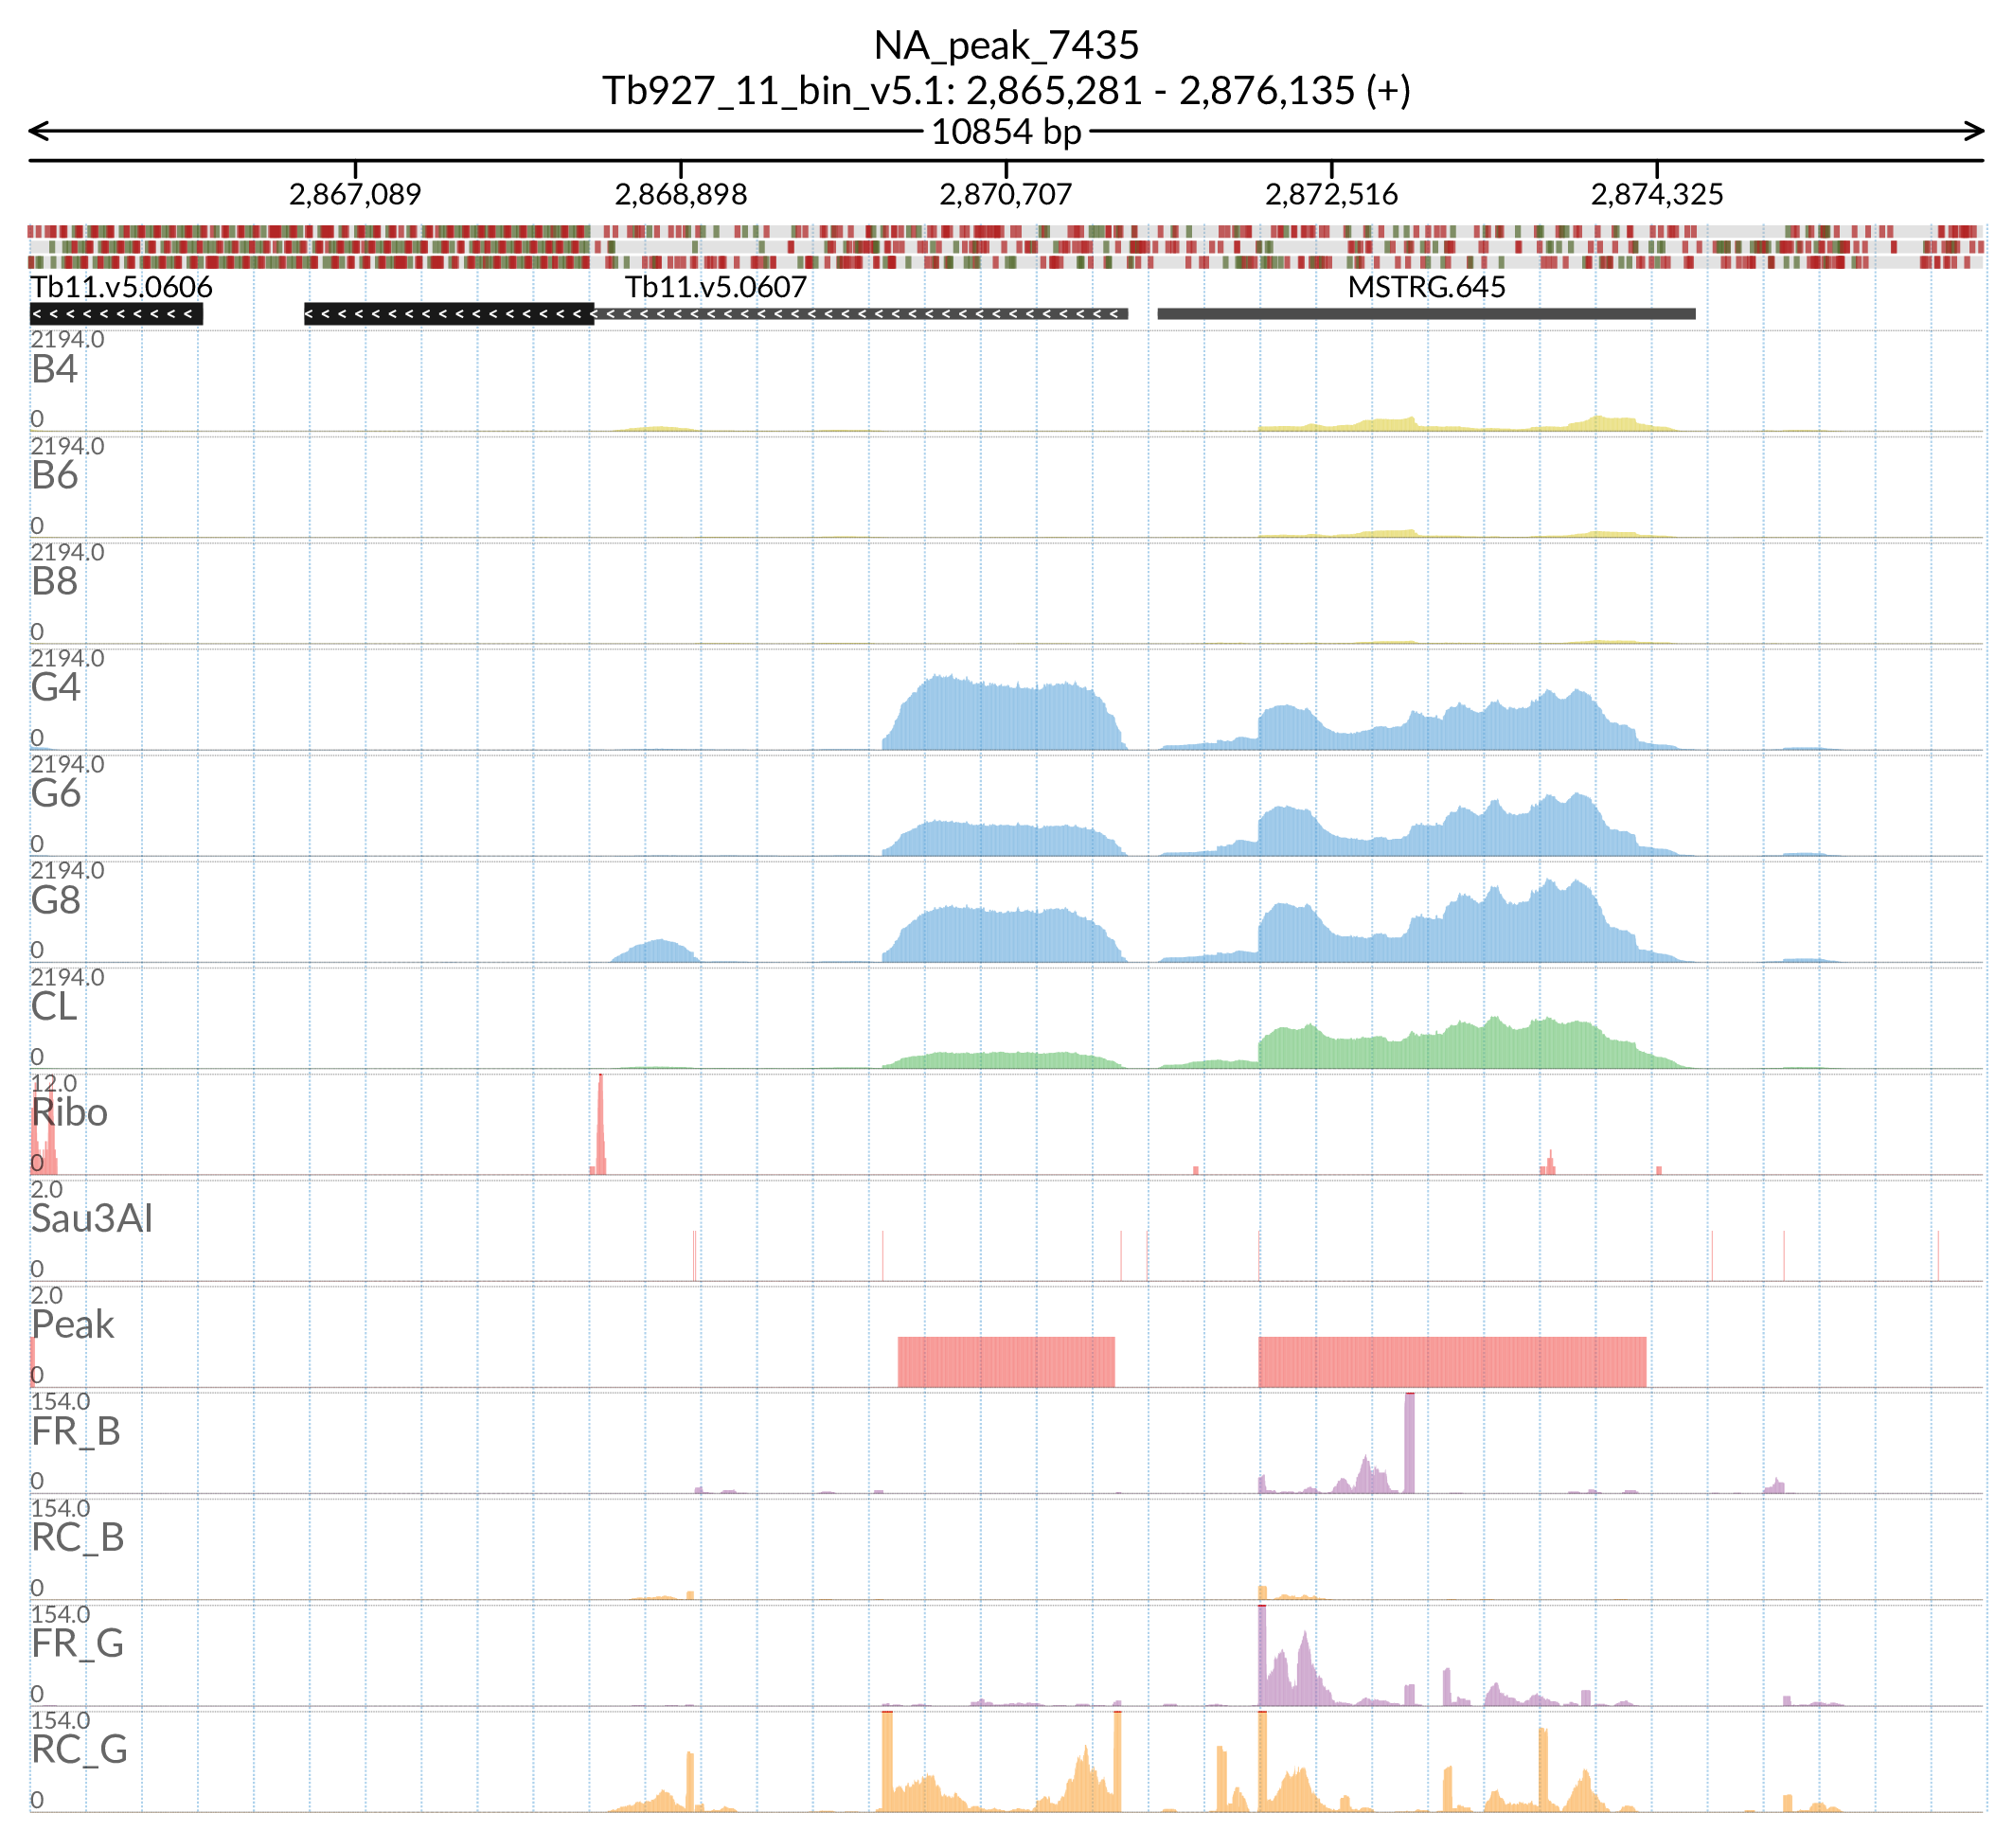 NA_peak_7435
Tb927_11_bin_v5.1: 2,865,281 - 2,876,135 (+)
10854 bp
2,867,089 2,868,898 2,870,707 2,872,516 2,874,325
Tb11.v5.0606 Tb11.v5.0607 MSTRG.645
2194.0
B4
0
2194.0
B6
0
2194.0
B8
0
2194.0
G4
0
2194.0
G6
0
2194.0
G8
0
2194.0
CL
0
12.0
Ribo
0
2.0
Sau3AI
0
2.0
Peak
0
154.0
FR_B
0
154.0
RC_B
0
154.0
FR_G
0
154.0
RC_G
0